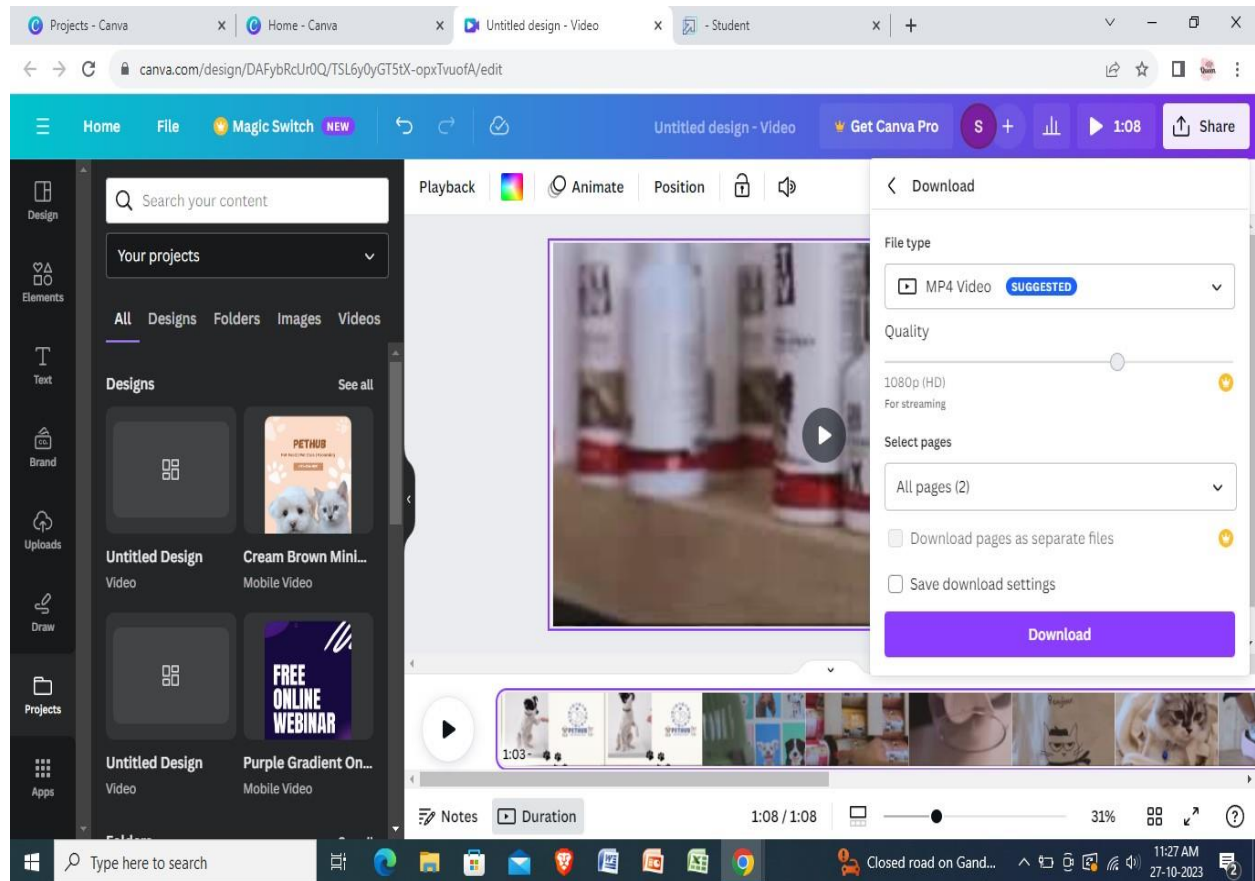 Projects - Canva
Home - Canva
Untitled design - Video
- Student
canva.com/design/DAFybRcUr0Q/TSL6y0yGT5tX-opxTvuofA/edit
Home File Magic Switch NEW Untitled design - Video Get Canva Pro S + 1:08 Share
Design
Elements
Text
Brand
Uploads
Draw
Projects
Apps
Search your content
Your projects
All Designs Folders Images Videos
Designs See all
PETHUB
Untitled Design
Video
Cream Brown Mini...
Mobile Video
FREE
ONLINE
WEBINAR
Untitled Design
Video
Purple Gradient On...
Mobile Video
Playback Animate Position
Download
File type
MP4 Video SUGGESTED
Quality
1080p (HD)
For streaming
Select pages
All pages (2)
Download pages as separate files
Save download settings
Download
1:03
PETHUB
PETHUB
Notes Duration 1:08 / 1:08 31%
Type here to search
Closed road on Gand...
11:27 AM
27-10-2023
2